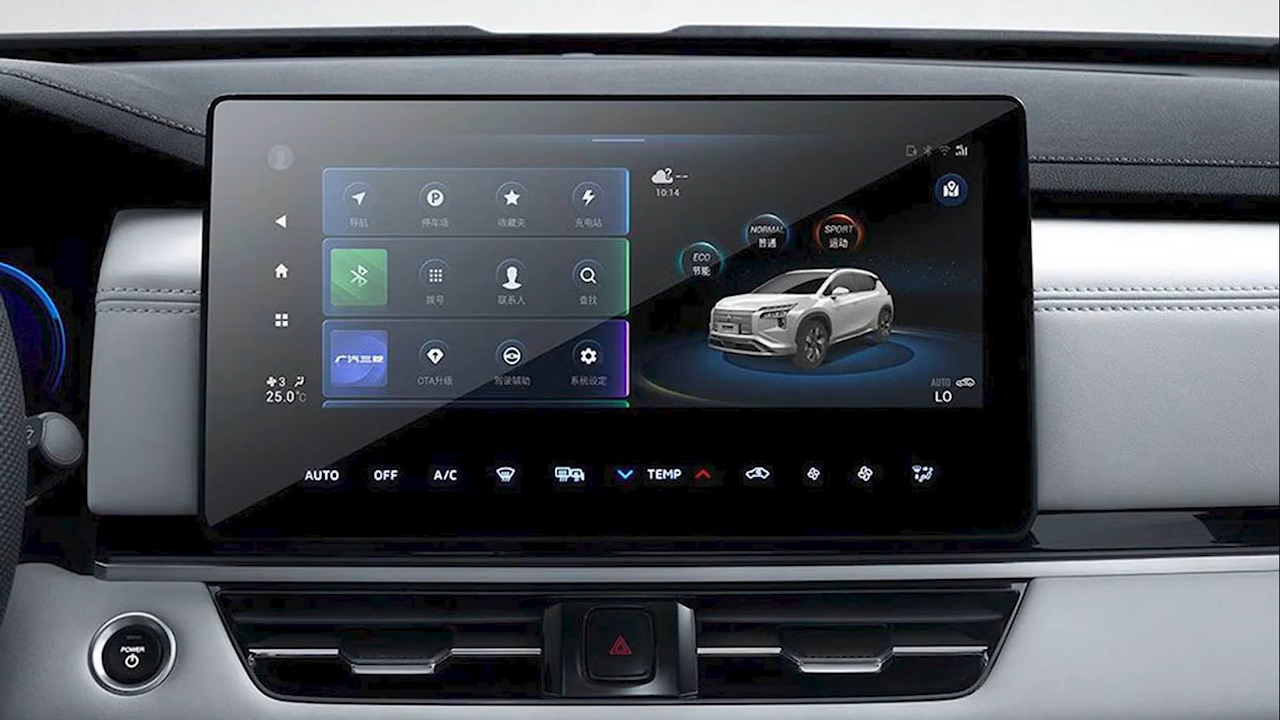 导航 停车场 收藏夹 充电站
拨号 联系人 查找
广汽三菱 OTA升级 驾驶辅助 系统设定
3
25.0℃
--
10:14
NORMAL
普通
SPORT
运动
ECO
节能
AUTO
LO
AUTO OFF A/C TEMP
POWER